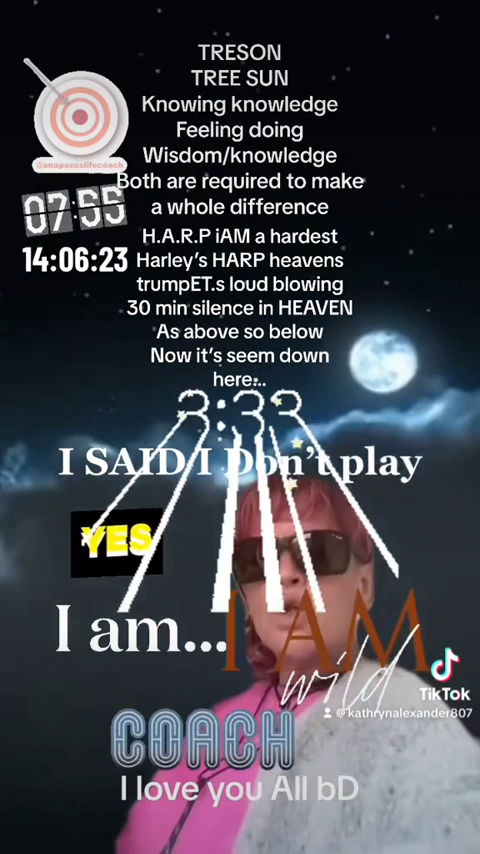 TRESON
TREE SUN
Knowing knowledge
Feeling doing
Wisdom/knowledge
Both are required to make
a whole difference
@anapazoslifecoach
07:55
14:06:23
H.A.R.P iAM a hardest
Harley's HARP heavens
trumpET.s loud blowing
30 min silence in HEAVEN
As above so below
Now it's seem down
here...
3:33
I SAID I Don't play
YES
I am...
I AM
wild
TikTok
@kathrynalexander807
COACH
I love you All bD